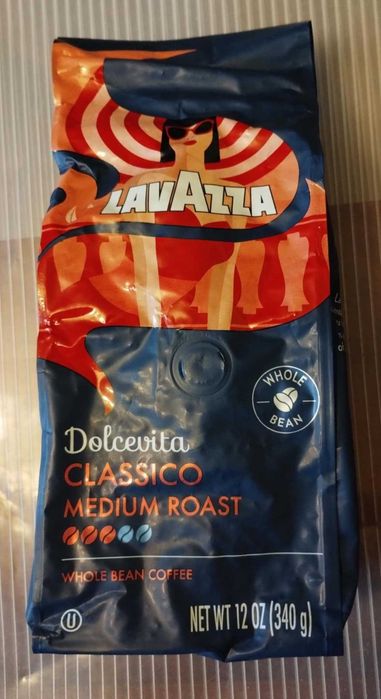 LAVAZZA
WHOLE
BEAN
Dolcevita
CLASSICO
MEDIUM ROAST
WHOLE BEAN COFFEE
U
NET WT 12 OZ (340 g)